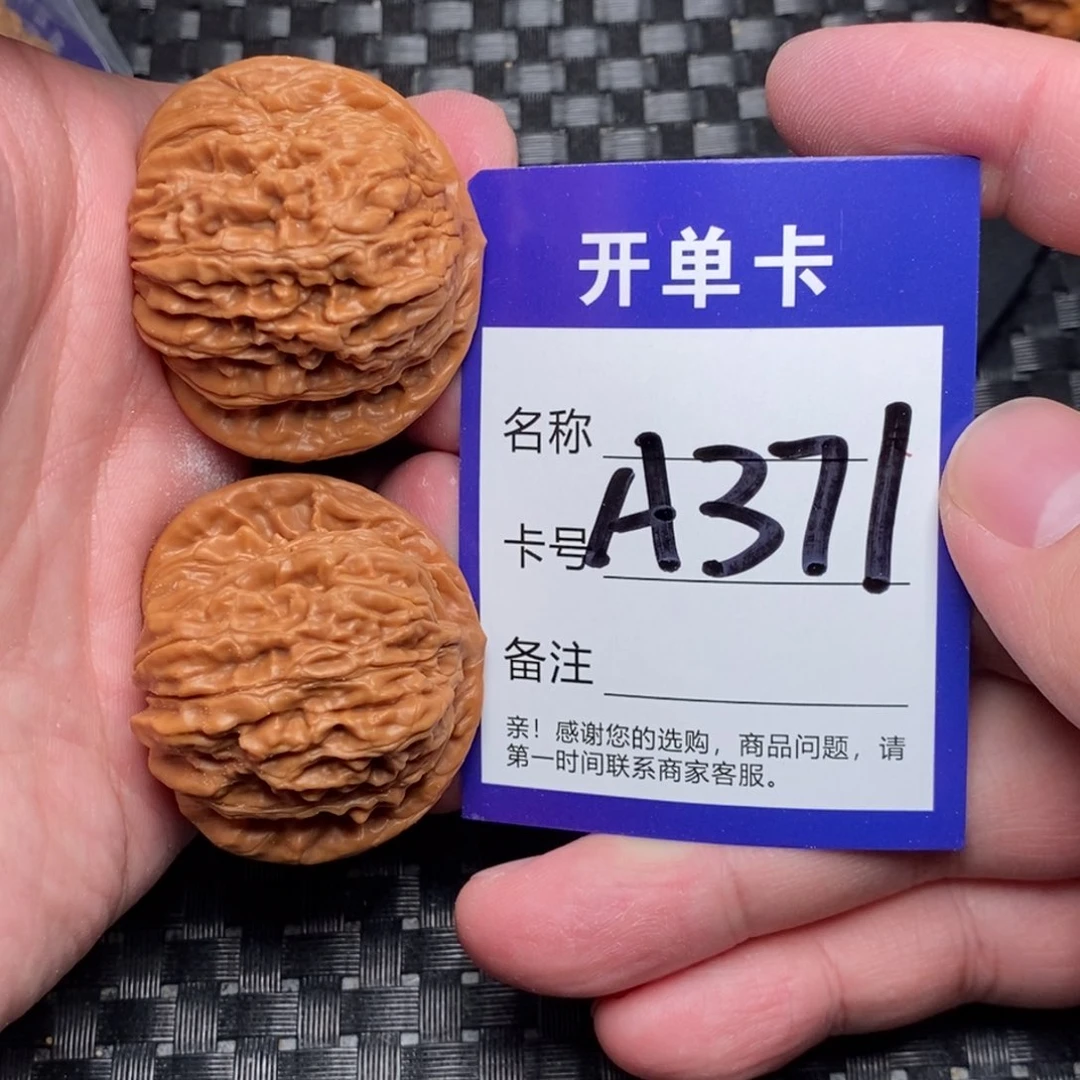 开单卡
名称
卡号 A371
备注
亲！感谢您的选购，商品问题，请
第一时间联系商家客服。